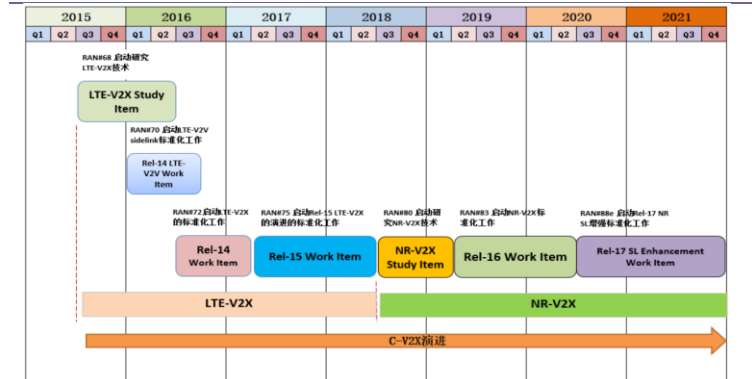 2015 2016 2017 2018 2019 2020 2021
Q1 Q2 Q3 Q4 Q1 Q2 Q3 Q4 Q1 Q2 Q3 Q4 Q1 Q2 Q3 Q4 Q1 Q2 Q3 Q4 Q1 Q2 Q3 Q4 Q1 Q2 Q3 Q4
RAN#68 启动研究
LTE-V2X技术
LTE-V2X Study
Item
RAN#70 启动LTE-V2V
sidelink标准化工作
Rel-14 LTE-
V2V Work
Item
RAN#72 启动LTE-V2X
的标准化工作
RAN#75 启动Rel-15 LTE-V2X
的演进的标准化工作
RAN#80 启动研
究NR-V2X技术
RAN#83 启动NR-V2X标
准化工作
RAN#88e 启动Rel-17 NR
SL增强标准化工作
Rel-14
Work Item
Rel-15 Work Item
NR-V2X
Study Item
Rel-16 Work Item
Rel-17 SL Enhancement
Work Item
LTE-V2X
NR-V2X
C-V2X演进